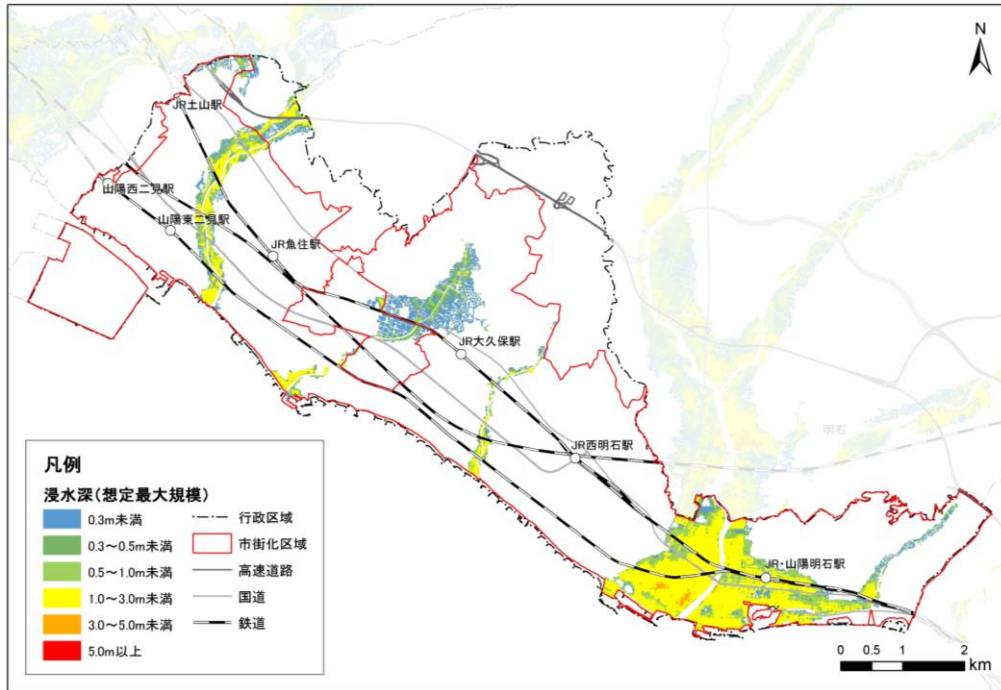 N
JR土山駅
山陽西二見駅
山陽東二見駅
JR魚住駅
JR大久保駅
明石
JR西明石駅
JR・山陽明石駅
凡例
浸水深(想定最大規模)
0.3m未満
行政区域
0.3~0.5m未満
市街化区域
0.5~1.0m未満
高速道路
1.0~3.0m未満
国道
3.0~5.0m未満
鉄道
5.0m以上
0 0.5 1 2
km